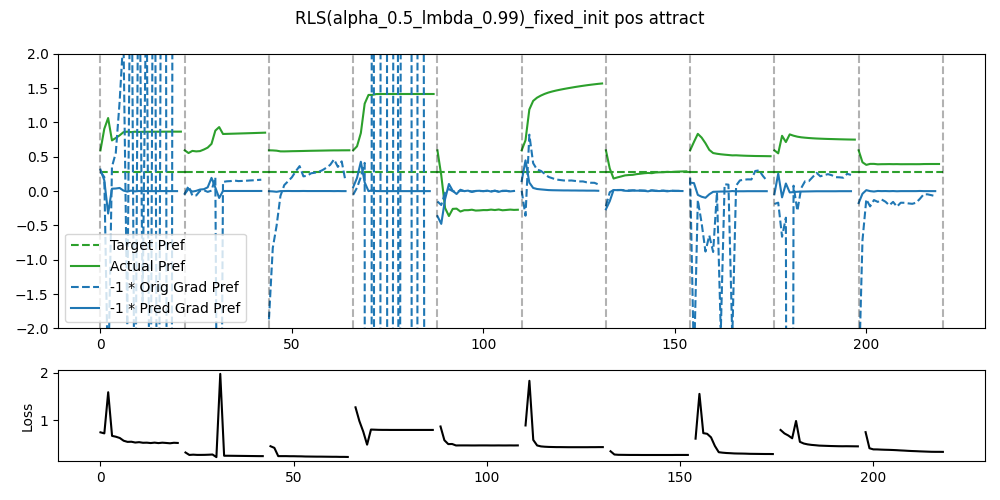 RLS(alpha_0.5_lmbda_0.99)_fixed_init pos attract
2.0
1.5
1.0
0.5
0.0
−0.5
−1.0
−1.5
−2.0
Target Pref
Actual Pref
-1 * Orig Grad Pref
-1 * Pred Grad Pref
0 50 100 150 200
Loss
2
1
0 50 100 150 200